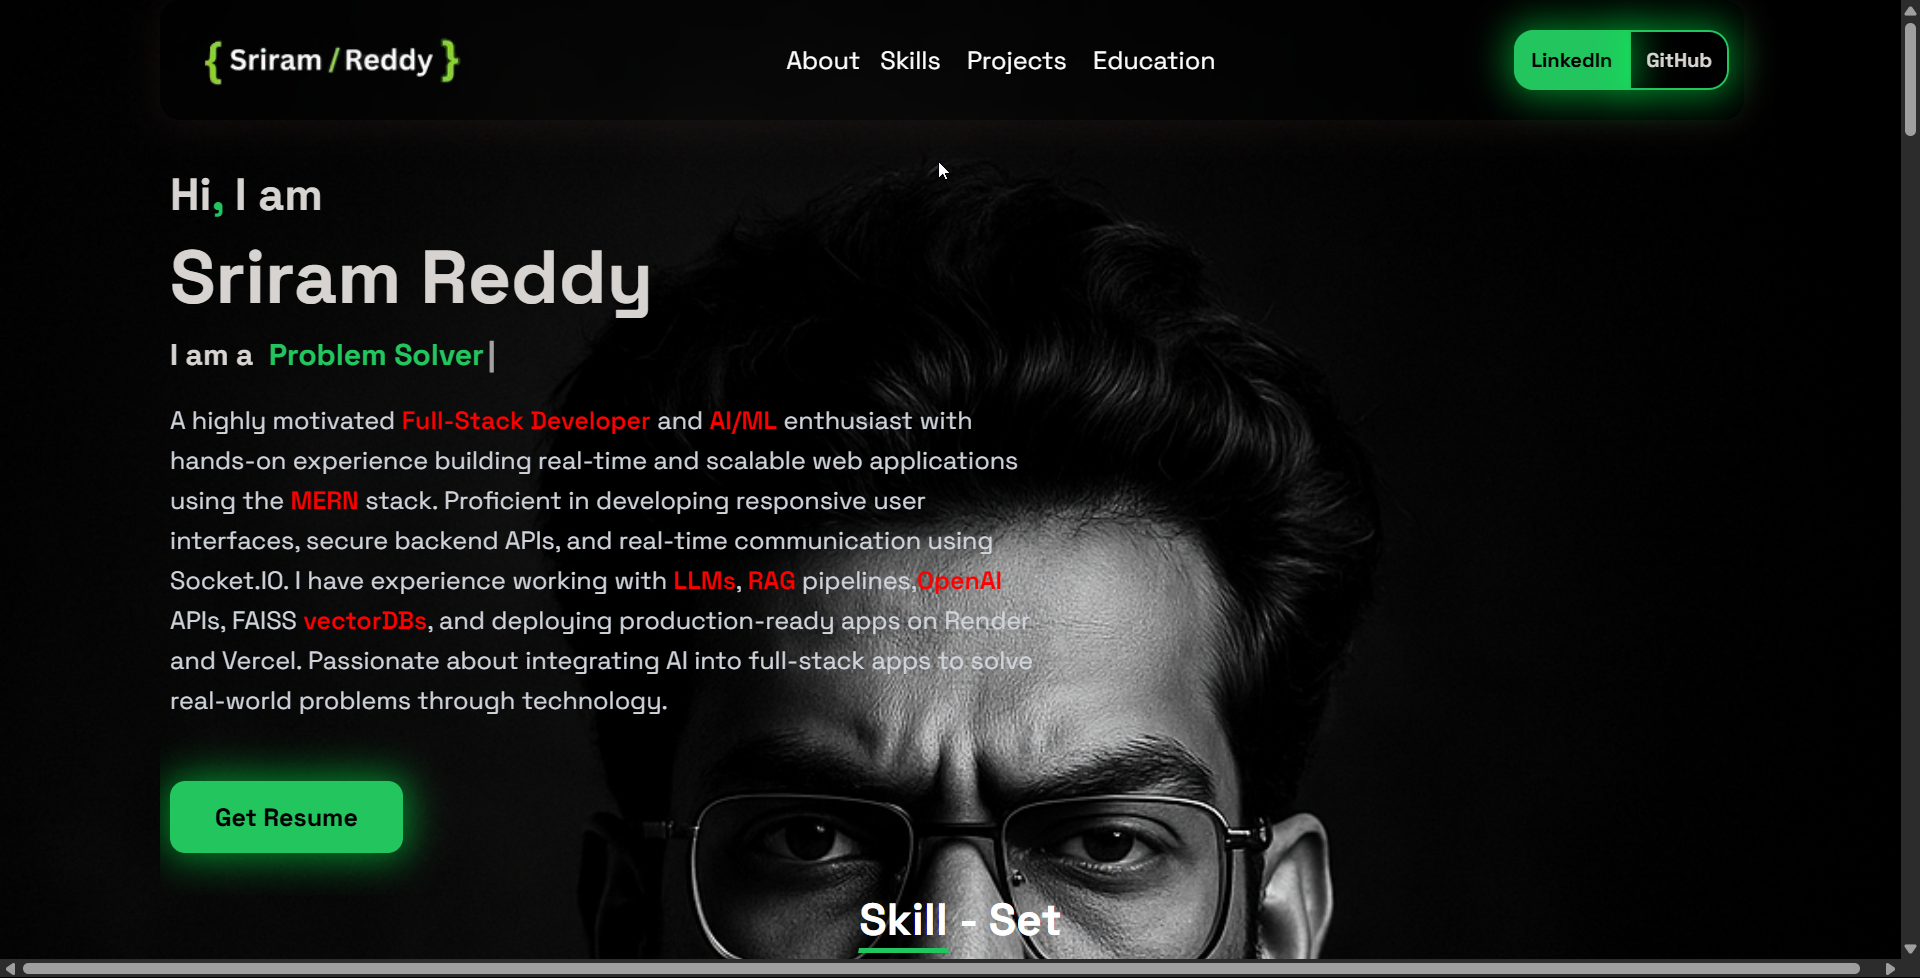 { Sriram / Reddy }
About Skills Projects Education
LinkedIn GitHub
Hi, I am
Sriram Reddy
I am a Problem Solver|
A highly motivated Full-Stack Developer and AI/ML enthusiast with
hands-on experience building real-time and scalable web applications
using the MERN stack. Proficient in developing responsive user
interfaces, secure backend APIs, and real-time communication using
Socket.IO. I have experience working with LLMs, RAG pipelines,OpenAI
APIs, FAISS vectorDBs, and deploying production-ready apps on Render
and Vercel. Passionate about integrating AI into full-stack apps to solve
real-world problems through technology.
Get Resume
Skill - Set